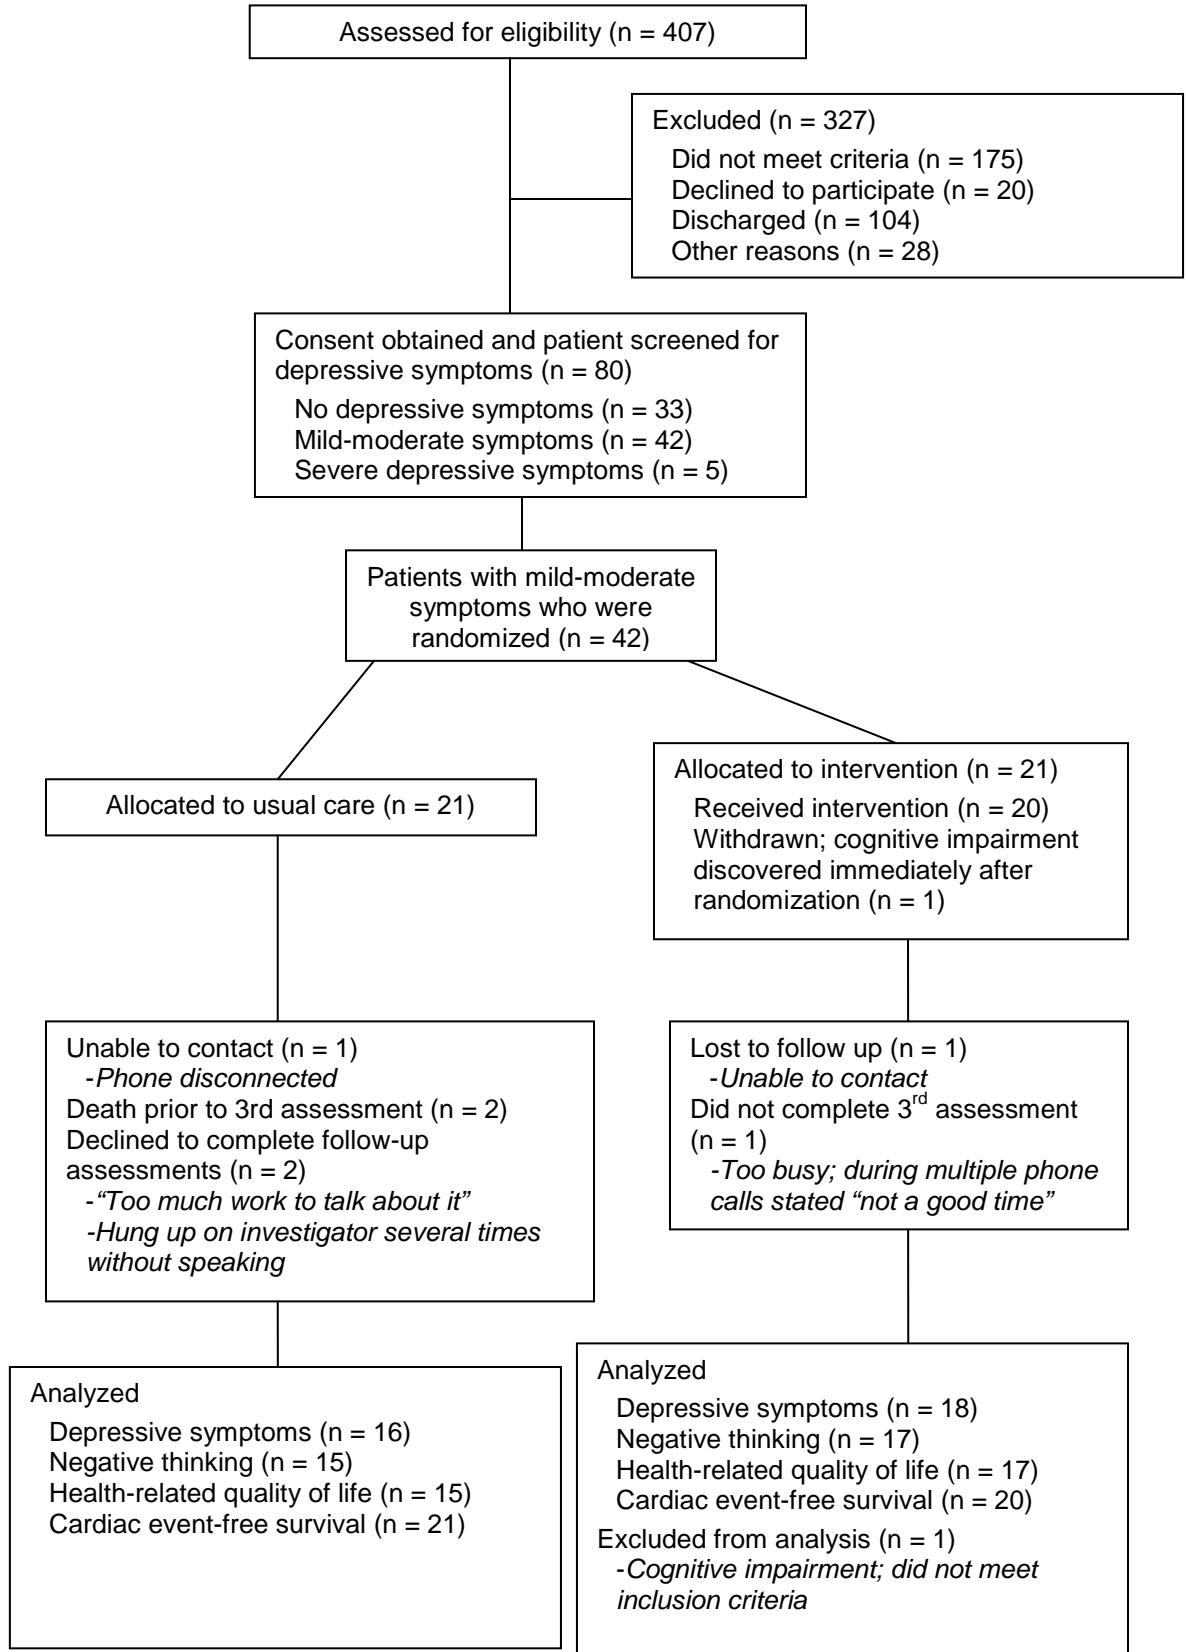 Assessed for eligibility (n = 407)
Excluded (n = 327)
Did not meet criteria (n = 175)
Declined to participate (n = 20)
Discharged (n = 104)
Other reasons (n = 28)
Consent obtained and patient screened for
depressive symptoms (n = 80)
No depressive symptoms (n = 33)
Mild-moderate symptoms (n = 42)
Severe depressive symptoms (n = 5)
Patients with mild-moderate
symptoms who were
randomized (n = 42)
Allocated to usual care (n = 21)
Allocated to intervention (n = 21)
Received intervention (n = 20)
Withdrawn; cognitive impairment
discovered immediately after
randomization (n = 1)
Unable to contact (n = 1)
-Phone disconnected
Death prior to 3rd assessment (n = 2)
Declined to complete follow-up
assessments (n = 2)
-“Too much work to talk about it”
-Hung up on investigator several times
without speaking
Lost to follow up (n = 1)
-Unable to contact
Did not complete 3rd assessment
(n = 1)
-Too busy; during multiple phone
calls stated “not a good time”
Analyzed
Depressive symptoms (n = 16)
Negative thinking (n = 15)
Health-related quality of life (n = 15)
Cardiac event-free survival (n = 21)
Analyzed
Depressive symptoms (n = 18)
Negative thinking (n = 17)
Health-related quality of life (n = 17)
Cardiac event-free survival (n = 20)
Excluded from analysis (n = 1)
-Cognitive impairment; did not meet
inclusion criteria